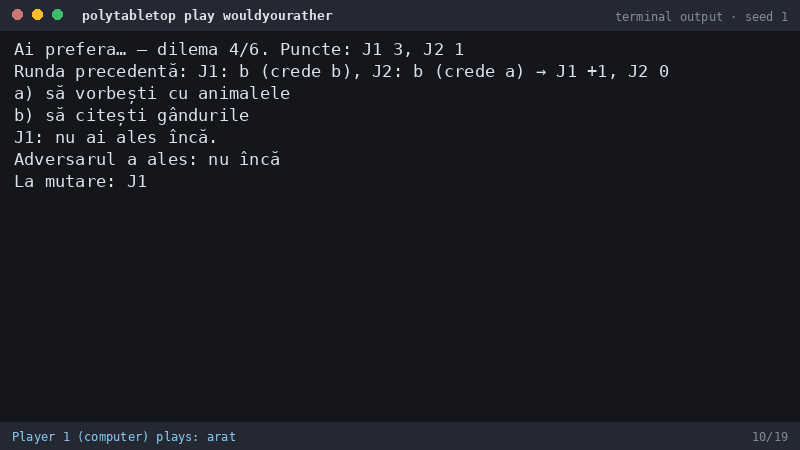 polytabletop play wouldyourather
terminal output · seed 1
Ai prefera… — dilema 4/6. Puncte: J1 3, J2 1
Runda precedentă: J1: b (crede b), J2: b (crede a) → J1 +1, J2 0
a) să vorbești cu animalele
b) să citești gândurile
J1: nu ai ales încă.
Adversarul a ales: nu încă
La mutare: J1
Player 1 (computer) plays: arat
10/19